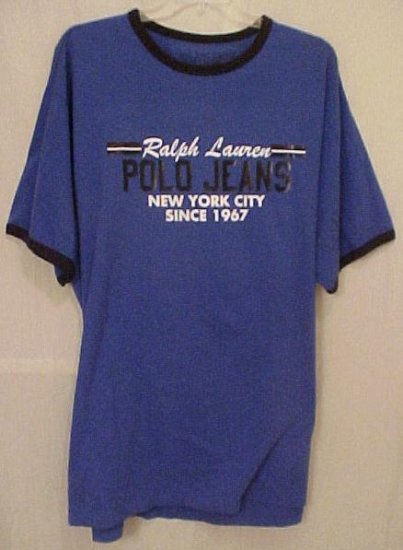 Ralph Lauren
POLO JEANS
NEW YORK CITY
SINCE 1967